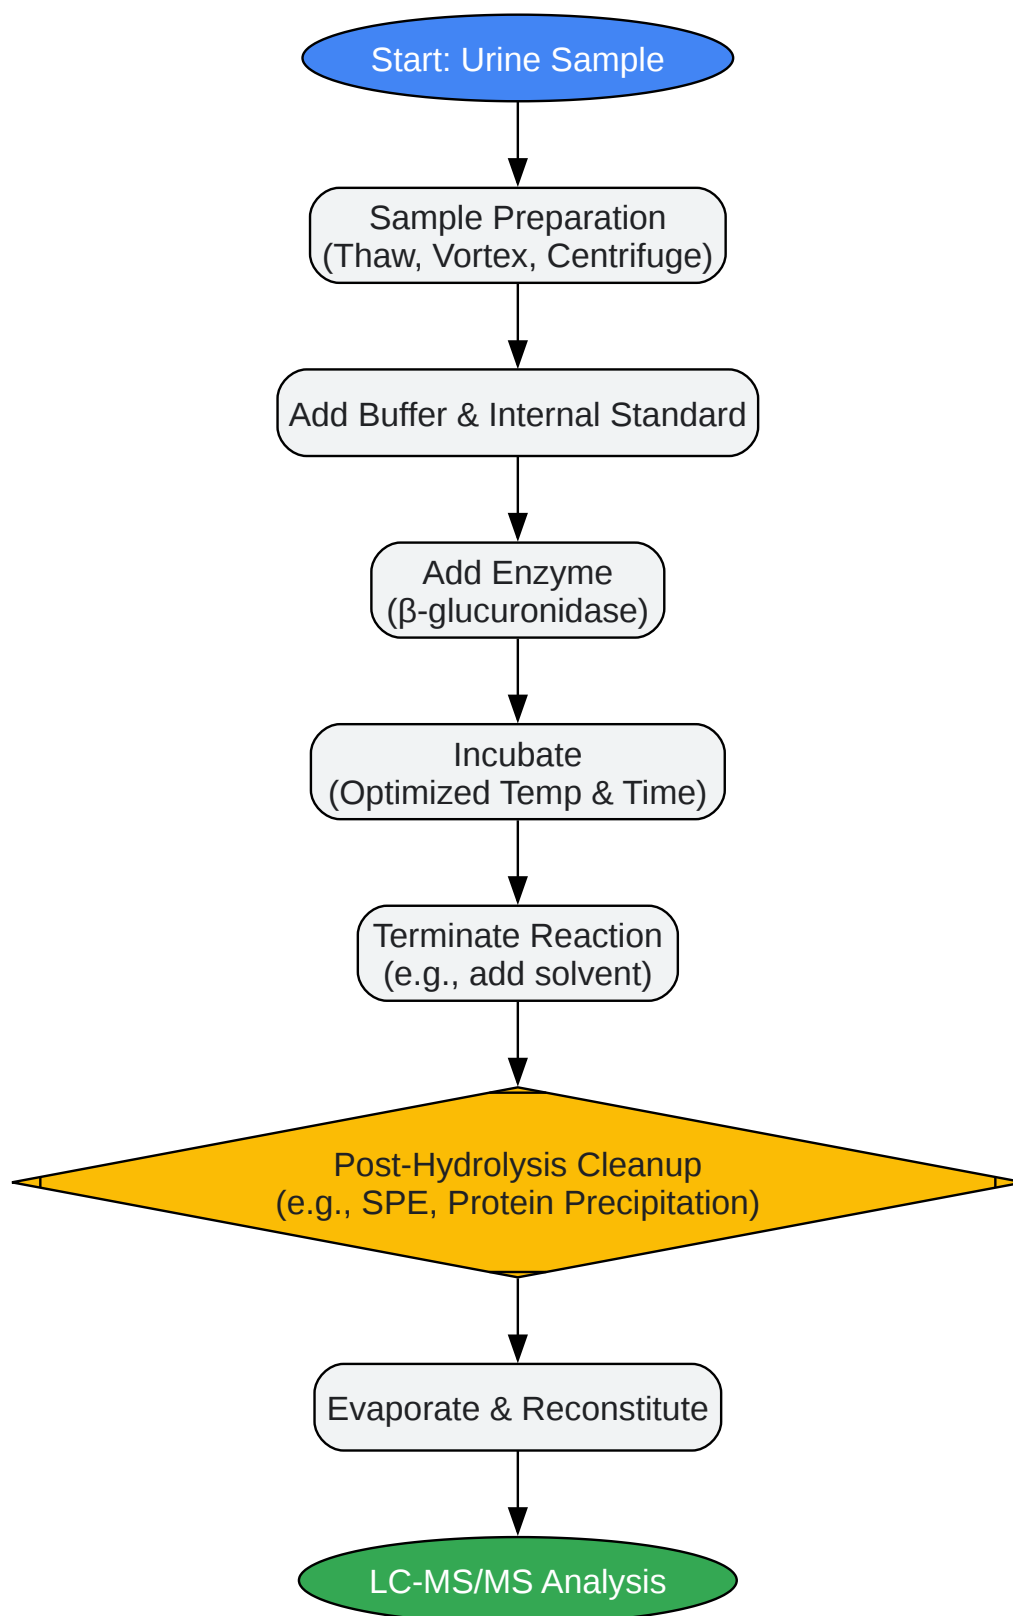 Start: Urine Sample
Sample Preparation
(Thaw, Vortex, Centrifuge)
Add Buffer & Internal Standard
Add Enzyme
(β-glucuronidase)
Incubate
(Optimized Temp & Time)
Terminate Reaction
(e.g., add solvent)
Post-Hydrolysis Cleanup
(e.g., SPE, Protein Precipitation)
Evaporate & Reconstitute
LC-MS/MS Analysis